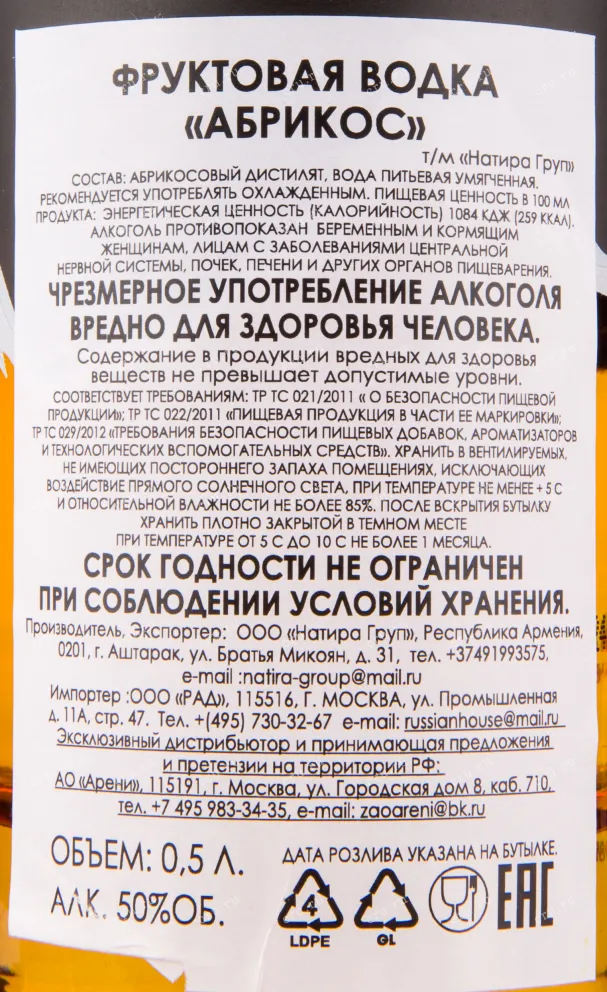 ФРУКТОВАЯ ВОДКА
«АБРИКОС»
т/м «Натира Груп»
СОСТАВ: АБРИКОСОВЫЙ ДИСТИЛЯТ, ВОДА ПИТЬЕВАЯ УМЯГЧЕННАЯ.
РЕКОМЕНДУЕТСЯ УПОТРЕБЛЯТЬ ОХЛАЖДЕННЫМ. ПИЩЕВАЯ ЦЕННОСТЬ В 100 МЛ
ПРОДУКТА: ЭНЕРГЕТИЧЕСКАЯ ЦЕННОСТЬ (КАЛОРИЙНОСТЬ) 1084 КДЖ (259 ККАЛ).
АЛКОГОЛЬ ПРОТИВОПОКАЗАН БЕРЕМЕННЫМ И КОРМЯЩИМ
ЖЕНЩИНАМ, ЛИЦАМ С ЗАБОЛЕВАНИЯМИ ЦЕНТРАЛЬНОЙ
НЕРВНОЙ СИСТЕМЫ, ПОЧЕК, ПЕЧЕНИ И ДРУГИХ ОРГАНОВ ПИЩЕВАРЕНИЯ.
ЧРЕЗМЕРНОЕ УПОТРЕБЛЕНИЕ АЛКОГОЛЯ
ВРЕДНО ДЛЯ ЗДОРОВЬЯ ЧЕЛОВЕКА.
Содержание в продукции вредных для здоровья
веществ не превышает допустимые уровни.
СООТВЕТСТВУЕТ ТРЕБОВАНИЯМ: ТР ТС 021/2011 « О БЕЗОПАСНОСТИ ПИЩЕВОЙ
ПРОДУКЦИИ»; ТР ТС 022/2011 «ПИЩЕВАЯ ПРОДУКЦИЯ В ЧАСТИ ЕЕ МАРКИРОВКИ»;
ТР ТС 029/2012 «ТРЕБОВАНИЯ БЕЗОПАСНОСТИ ПИЩЕВЫХ ДОБАВОК, АРОМАТИЗАТОРОВ
И ТЕХНОЛОГИЧЕСКИХ ВСПОМОГАТЕЛЬНЫХ СРЕДСТВ». ХРАНИТЬ В ВЕНТИЛИРУЕМЫХ,
НЕ ИМЕЮЩИХ ПОСТОРОННЕГО ЗАПАХА ПОМЕЩЕНИЯХ, ИСКЛЮЧАЮЩИХ
ВОЗДЕЙСТВИЕ ПРЯМОГО СОЛНЕЧНОГО СВЕТА, ПРИ ТЕМПЕРАТУРЕ НЕ МЕНЕЕ +5 С
И ОТНОСИТЕЛЬНОЙ ВЛАЖНОСТИ НЕ БОЛЕЕ 85%. ПОСЛЕ ВСКРЫТИЯ БУТЫЛКУ
ХРАНИТЬ ПЛОТНО ЗАКРЫТОЙ В ТЕМНОМ МЕСТЕ
ПРИ ТЕМПЕРАТУРЕ ОТ 5 С ДО 10 С НЕ БОЛЕЕ 1 МЕСЯЦА.
СРОК ГОДНОСТИ НЕ ОГРАНИЧЕН
ПРИ СОБЛЮДЕНИИ УСЛОВИЙ ХРАНЕНИЯ.
Производитель, Экспортер: ООО «Натира Груп», Республика Армения,
0201, г. Аштарак, ул. Братья Микоян, д. 31, тел. +37491993575,
e-mail :natira-group@mail.ru
Импортер :ООО «РАД», 115516, Г. МОСКВА, ул. Промышленная
д. 11А, стр. 47. Тел. +(495) 730-32-67 e-mail: russianhouse@mail.ru
Эксклюзивный дистрибьютор и принимающая предложения
и претензии на территории РФ:
АО «Арени», 115191, г. Москва, ул. Городская дом 8, каб. 710,
тел. +7 495 983-34-35, e-mail: zaoareni@bk.ru
ОБЪЕМ: 0,5 Л.
ДАТА РОЗЛИВА УКАЗАНА НА БУТЫЛКЕ.
АЛК. 50%ОБ.
4
LDPE
GL
EAC